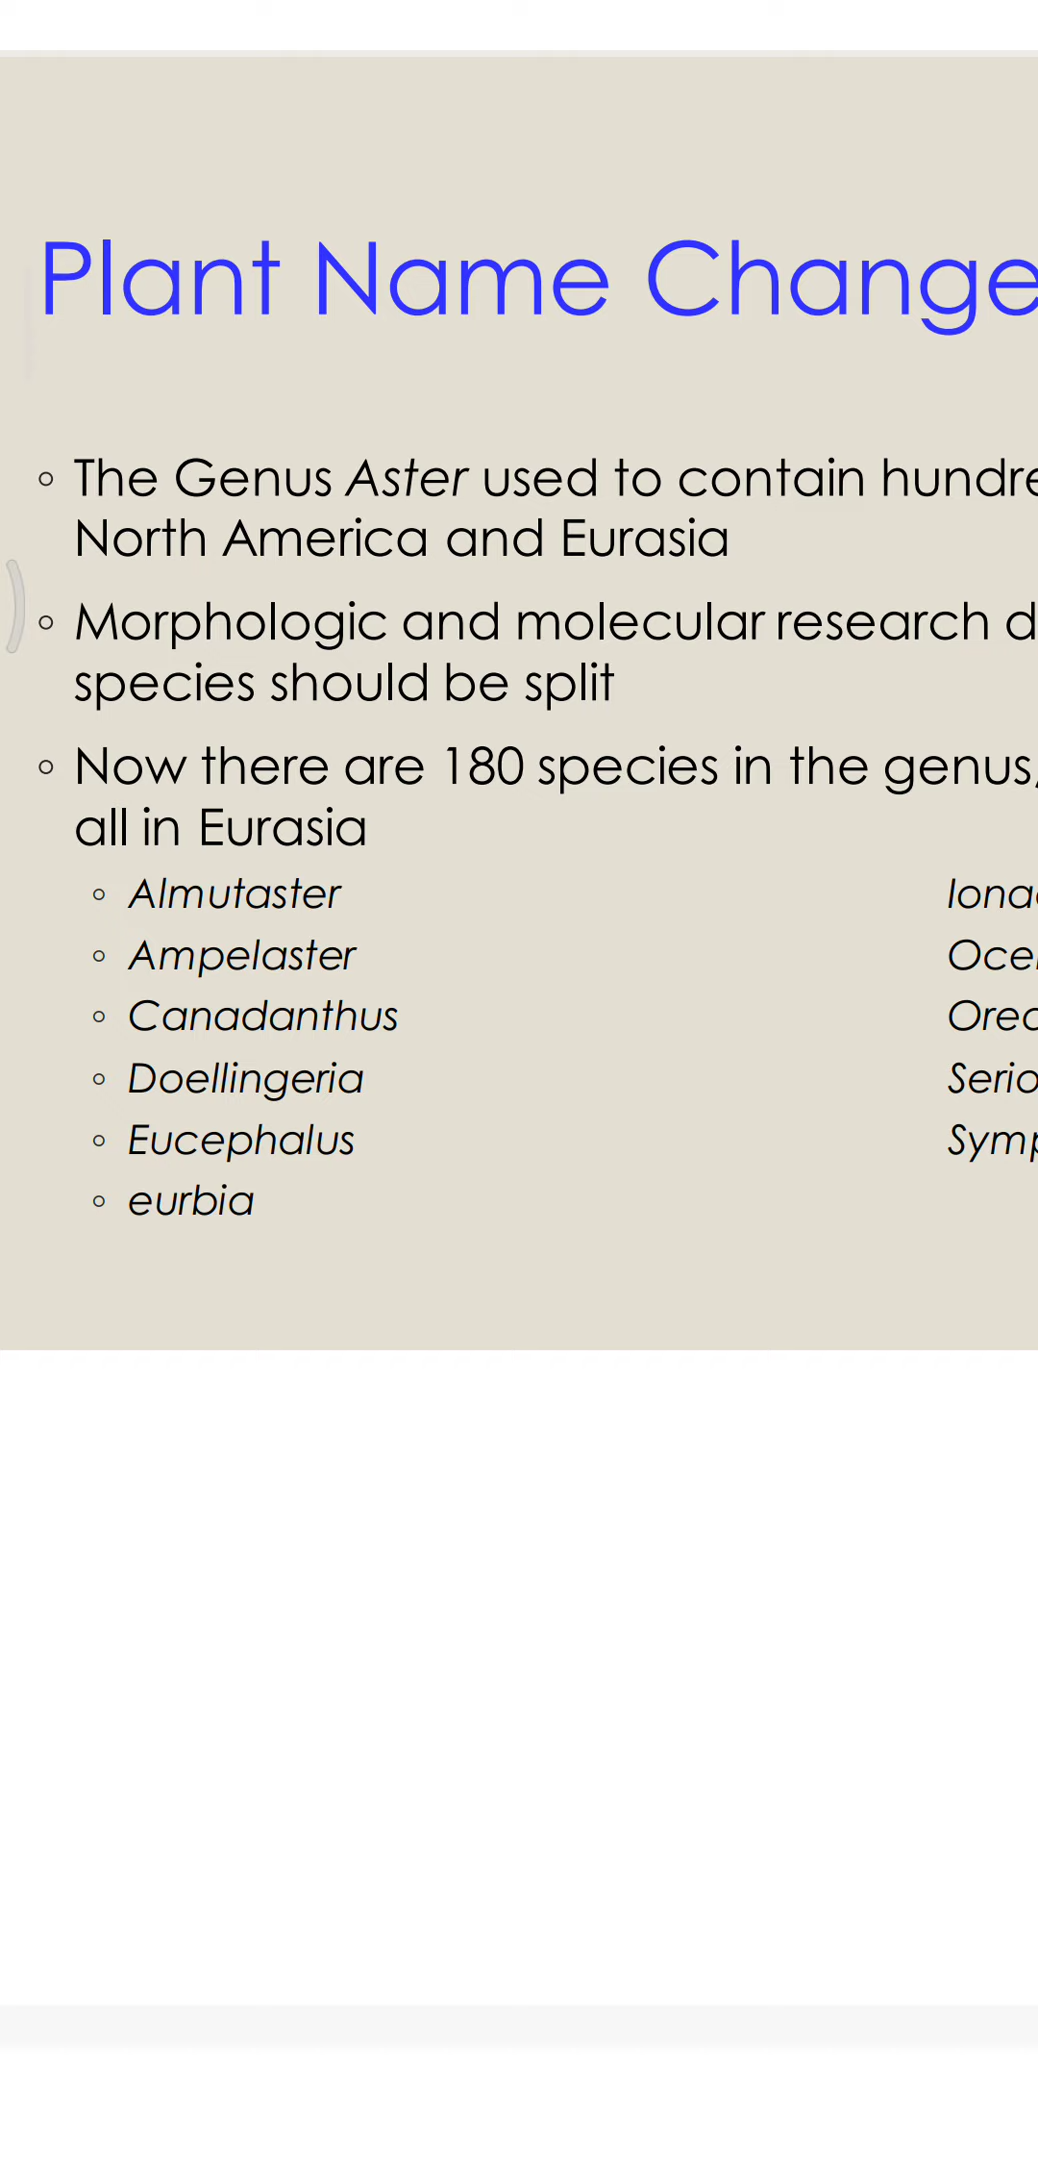 Plant Name Change
◦ The Genus Aster used to contain
North America and Eurasia
◦ Morphologic and molecular research
species should be split
◦ Now there are 180 species in the genus,
all in Eurasia
◦ Almutaster
◦ Ampelaster
◦ Canadanthus
◦ Doellingeria
◦ Eucephalus
◦ eurbia